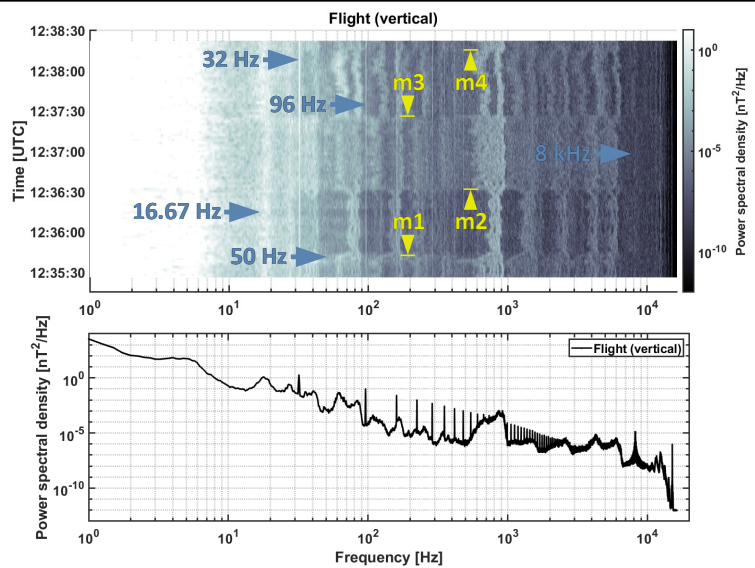 Flight (vertical)
12:38:30
12:38:00
12:37:30
12:37:00
12:36:30
12:36:00
12:35:30
Time [UTC]
32 Hz
96 Hz
16.67 Hz
50 Hz
8 kHz
m3
m4
m1
m2
10^0
10^1
10^2
10^3
10^4
10^0
10^-5
10^-10
Power spectral density [nT^2/Hz]
Flight (vertical)
10^0
10^-5
10^-10
Power spectral density [nT^2/Hz]
10^0
10^1
10^2
10^3
10^4
Frequency [Hz]